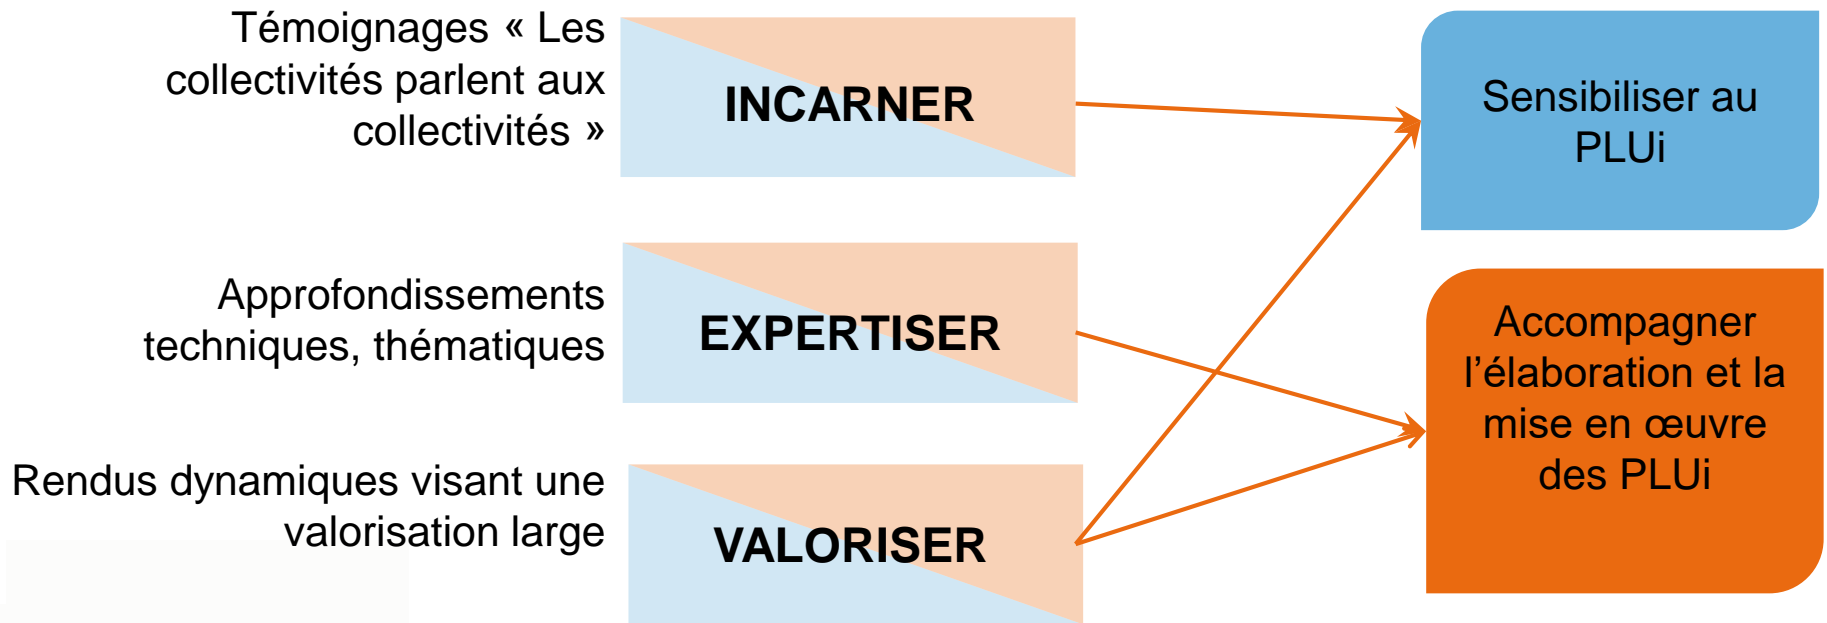 Témoignages « Les
collectivités parlent aux
collectivités »
INCARNER
Sensibiliser au
PLUi
Approfondissements
techniques, thématiques
EXPERTISER
Accompagner
l’élaboration et la
mise en œuvre
des PLUi
Rendus dynamiques visant une
valorisation large
VALORISER